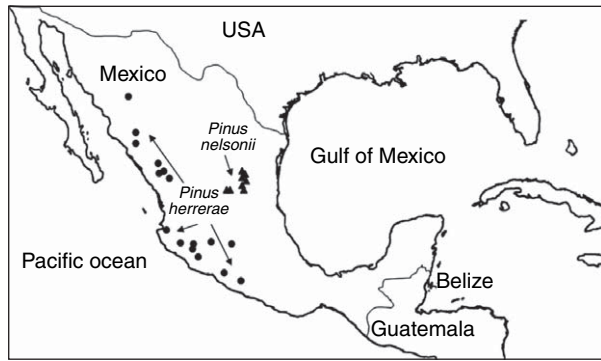 USA
Mexico
Pinus
nelsonii
Gulf of Mexico
Pinus
herrerae
Pacific ocean
Belize
Guatemala